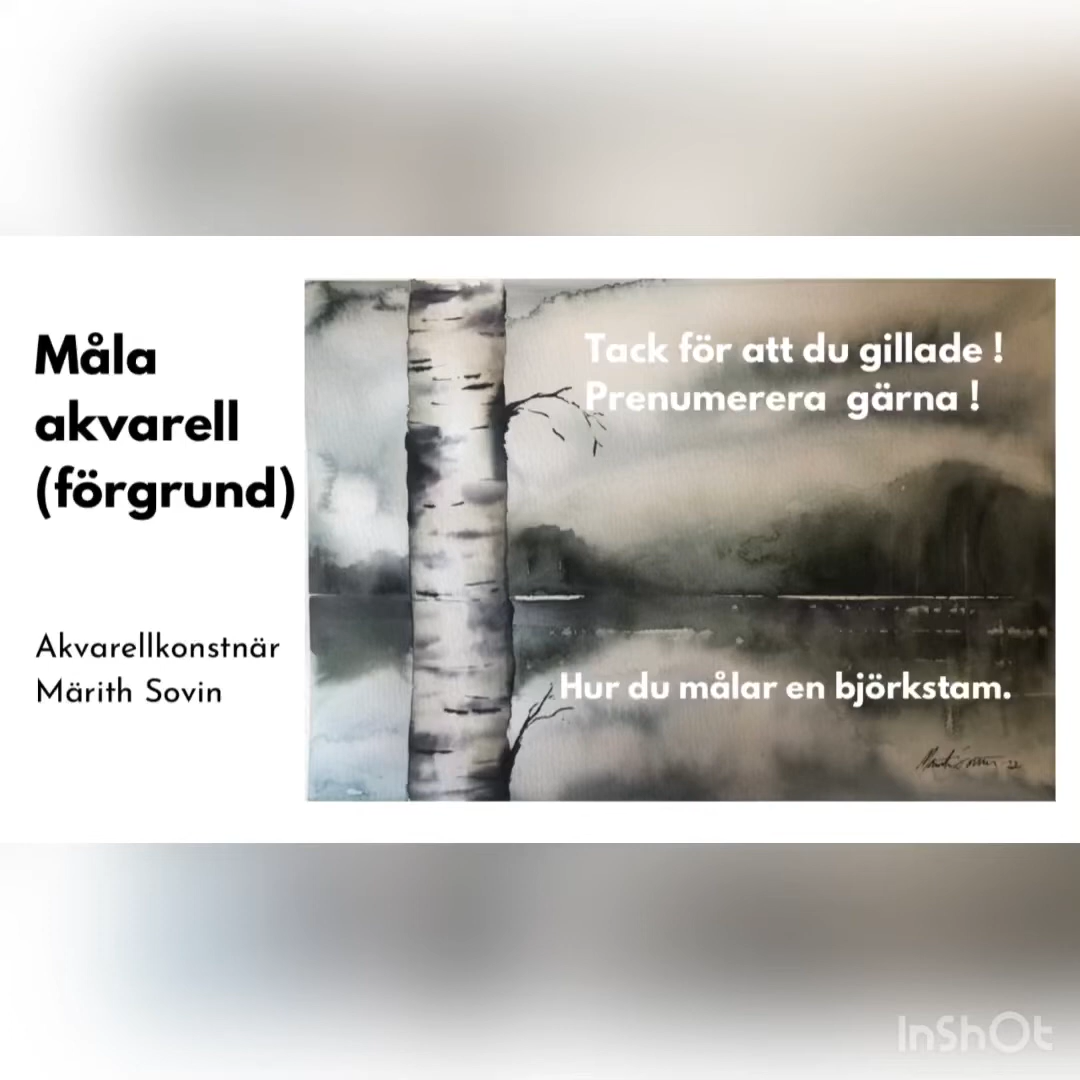 Måla
akvarell
(förgrund)
Akvarellkonstnär
Märith Sovin
Tack för att du gillade !
Prenumerera gärna !
Hur du målar en björkstam.
InShOt